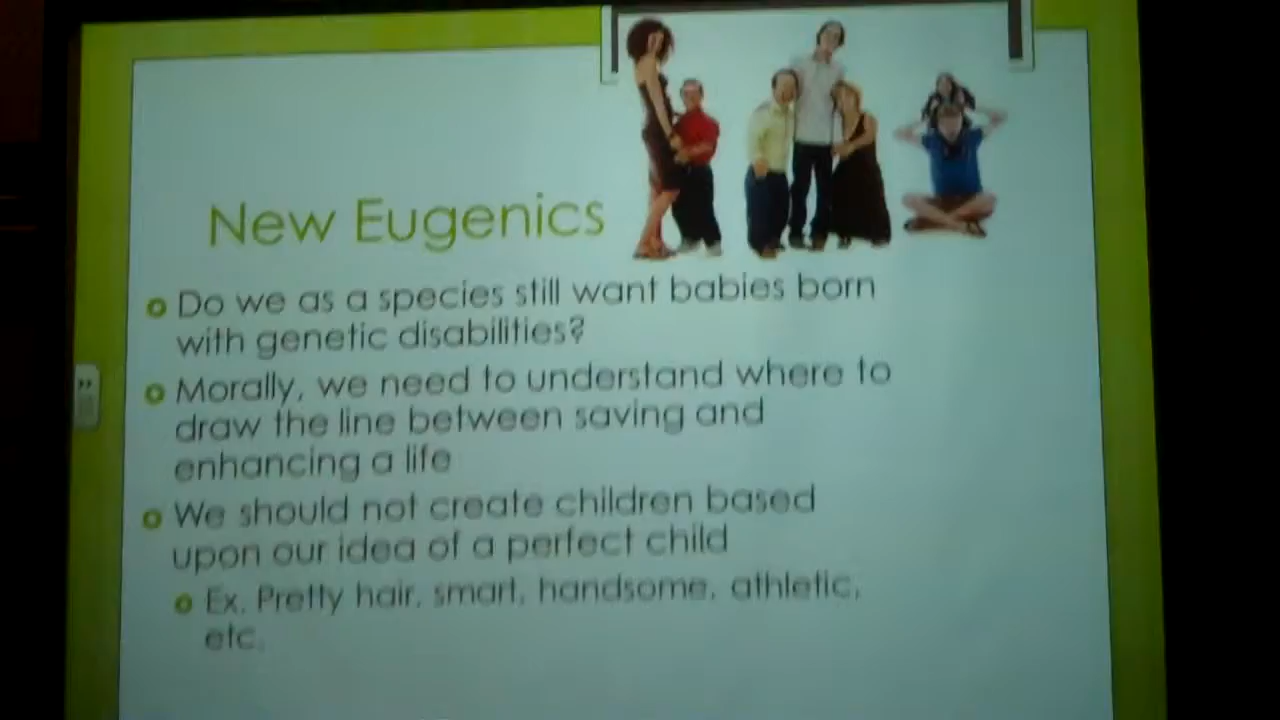 New Eugenics
Do we as a species still want babies born
with genetic disabilities?
Morally, we need to understand where to
draw the line between saving and
enhancing a life
We should not create children based
upon our idea of a perfect child
Ex. Pretty hair, smart, handsome, athletic,
etc.